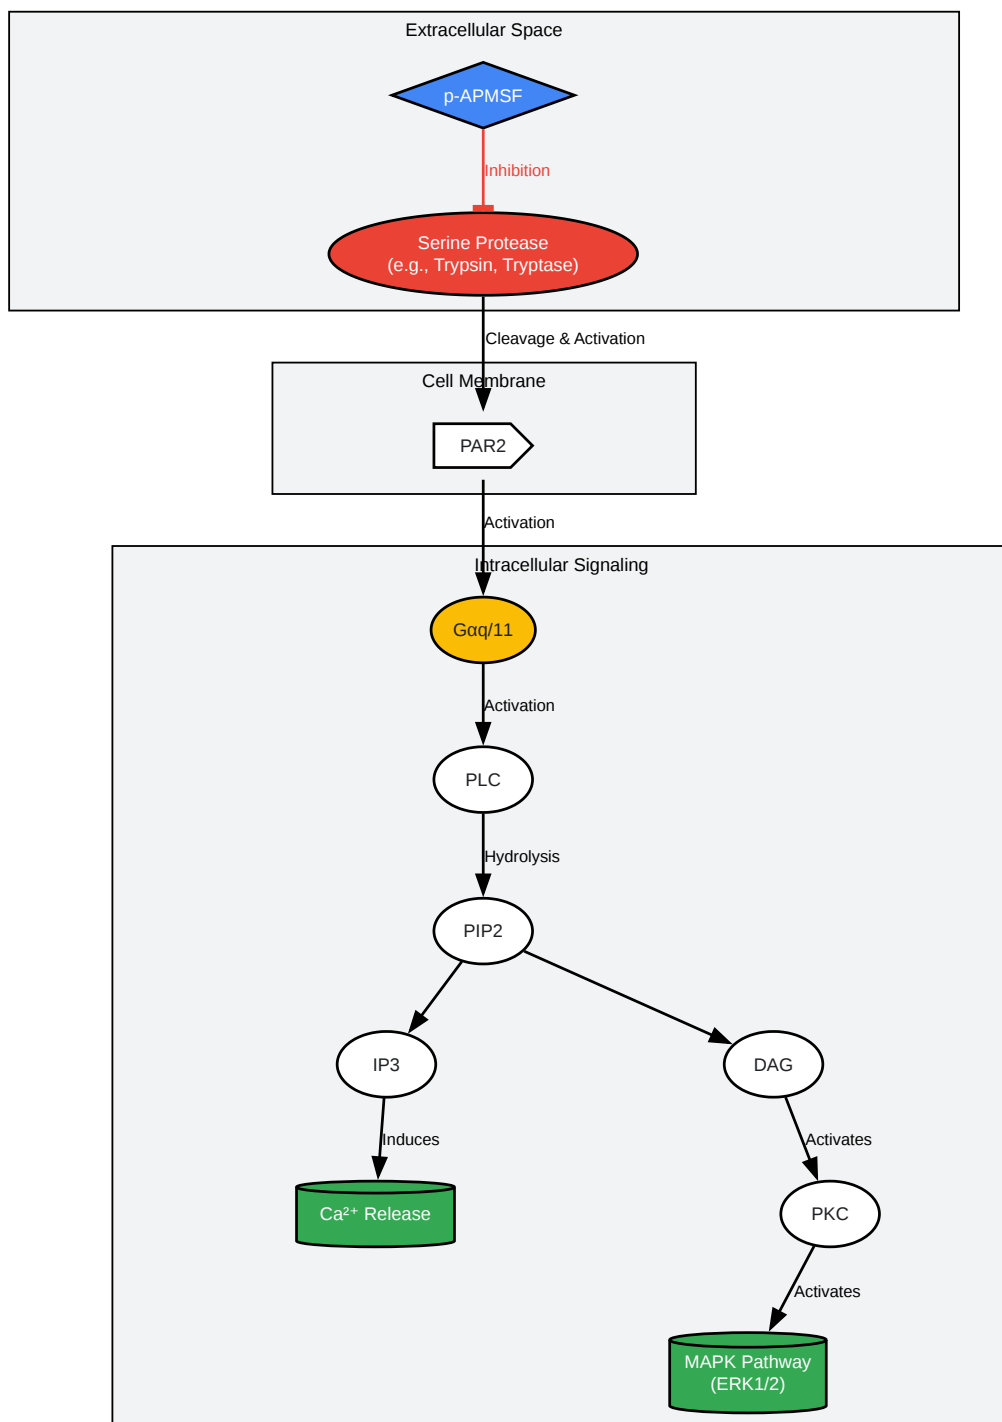 Extracellular Space
p-APMSF
Inhibition
Serine Protease
(e.g., Trypsin, Tryptase)
Cleavage & Activation
Cell Membrane
PAR2
Activation
Intracellular Signaling
Gαq/11
Activation
PLC
Hydrolysis
PIP2
IP3
DAG
Induces
Activates
Ca²⁺ Release
PKC
Activates
MAPK Pathway
(ERK1/2)